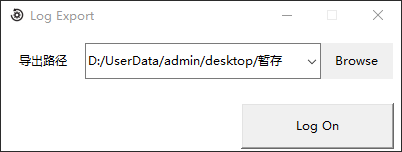 Log Export
导出路径 D:/UserData/admin/desktop/暂存 Browse
Log On